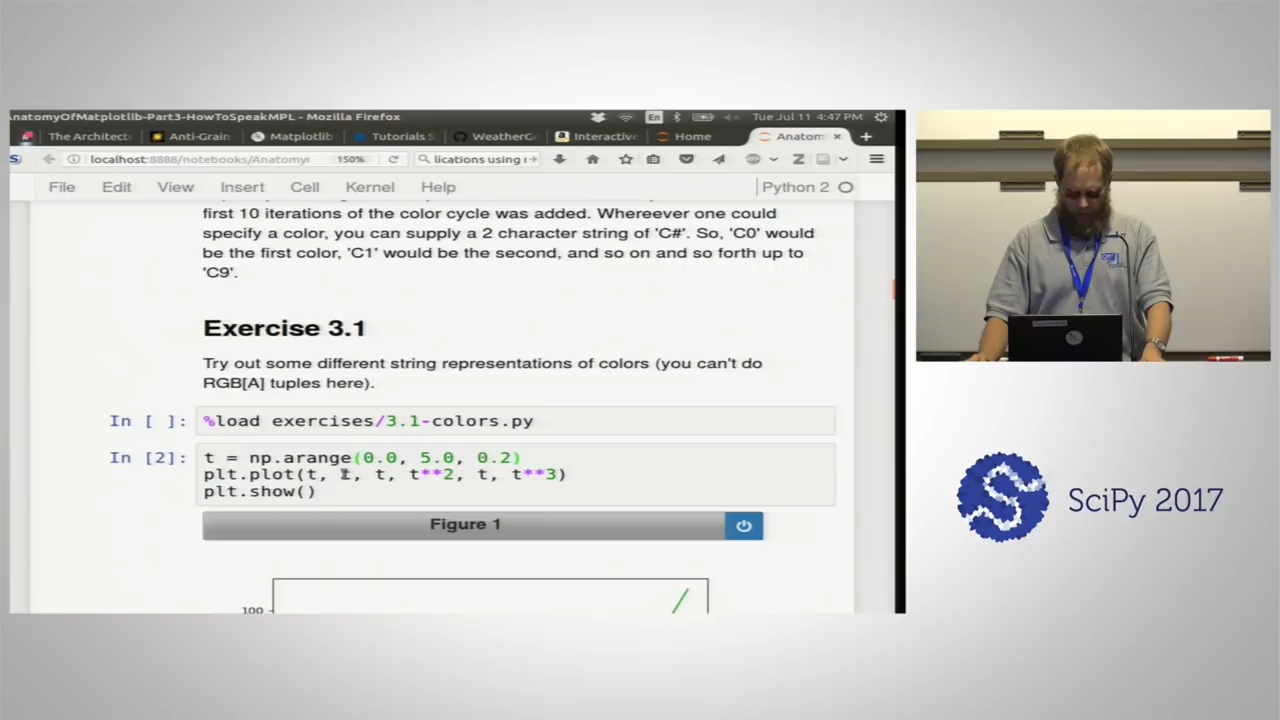 AnatomyOfMatplotlib-Part3-HowToSpeakMPL - Mozilla Firefox
En
Tue Jul 11 4:47 PM
The Architect
Anti-Grain
Matplotlib
Tutorials S
WeatherGe
Interactive
Home
Anatom
localhost:8888/notebooks/Anatomy
150%
lications using
File Edit View Insert Cell Kernel Help
Python 2
first 10 iterations of the color cycle was added. Whereever one could
specify a color, you can supply a 2 character string of 'C#'. So, 'C0' would
be the first color, 'C1' would be the second, and so on and so forth up to
'C9'.
Exercise 3.1
Try out some different string representations of colors (you can't do
RGB[A] tuples here).
In [ ]: %load exercises/3.1-colors.py
In [2]: t = np.arange(0.0, 5.0, 0.2)
plt.plot(t, t, t, t**2, t, t**3)
plt.show()
Figure 1
100
SciPy 2017